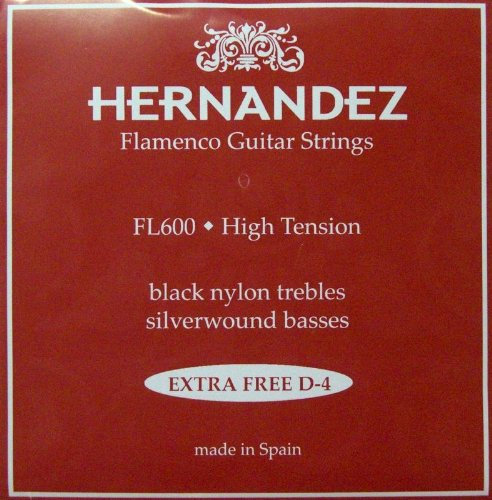 HERNANDEZ
Flamenco Guitar Strings
FL600 ◆ High Tension
black nylon trebles
silverwound basses
EXTRA FREE D-4
made in Spain